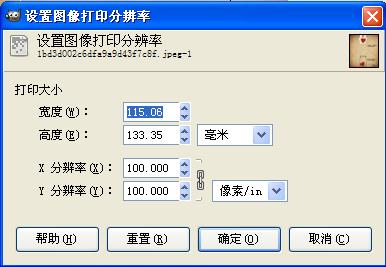 设置图像打印分辨率
设置图像打印分辨率
1bd3d002c6dfa9a9d43f7c8f.jpeg-1
打印大小
宽度(W)： 115.06
高度(E)： 133.35 毫米
X 分辨率(X)： 100.000
Y 分辨率(Y)： 100.000 像素/in
帮助(H) 重置(R) 确定(O) 取消(C)